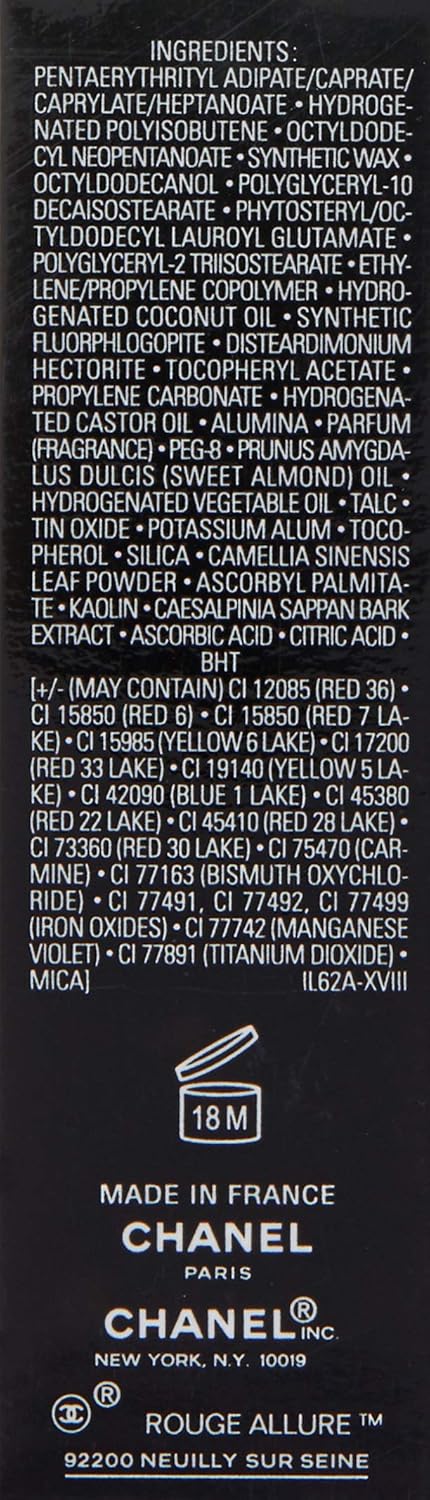 INGREDIENTS:
PENTAERYTHRITYL ADIPATE/CAPRATE/
CAPRYLATE/HEPTANOATE • HYDROGE-
NATED POLYISOBUTENE • OCTYLDODE-
CYL NEOPENTANOATE • SYNTHETIC WAX •
OCTYLDODECANOL • POLYGLYCERYL-10
DECAISOSTEARATE • PHYTOSTERYL/OC-
TYLDODECYL LAUROYL GLUTAMATE •
POLYGLYCERYL-2 TRIISOSTEARATE • ETHY-
LENE/PROPYLENE COPOLYMER • HYDRO-
GENATED COCONUT OIL • SYNTHETIC
FLUORPHLOGOPITE • DISTEARDIMONIUM
HECTORITE • TOCOPHERYL ACETATE •
PROPYLENE CARBONATE • HYDROGENA-
TED CASTOR OIL • ALUMINA • PARFUM
(FRAGRANCE) • PEG-8 • PRUNUS AMYGDA-
LUS DULCIS (SWEET ALMOND) OIL •
HYDROGENATED VEGETABLE OIL • TALC •
TIN OXIDE • POTASSIUM ALUM • TOCO-
PHEROL • SILICA • CAMELLIA SINENSIS
LEAF POWDER • ASCORBYL PALMITA-
TE • KAOLIN • CAESALPINIA SAPPAN BARK
EXTRACT • ASCORBIC ACID • CITRIC ACID •
BHT
[+/- (MAY CONTAIN) CI 12085 (RED 36) •
CI 15850 (RED 6) • CI 15850 (RED 7 LA-
KE) • CI 15985 (YELLOW 6 LAKE) • CI 17200
(RED 33 LAKE) • CI 19140 (YELLOW 5 LA-
KE) • CI 42090 (BLUE 1 LAKE) • CI 45380
(RED 22 LAKE) • CI 45410 (RED 28 LAKE) •
CI 73360 (RED 30 LAKE) • CI 75470 (CAR-
MINE) • CI 77163 (BISMUTH OXYCHLO-
RIDE) • CI 77491, CI 77492, CI 77499
(IRON OXIDES) • CI 77742 (MANGANESE
VIOLET) • CI 77891 (TITANIUM DIOXIDE) •
MICA] IL62A-XVIII
18 M
MADE IN FRANCE
CHANEL
PARIS
CHANEL® INC.
NEW YORK, N.Y. 10019
® ROUGE ALLURE ™
92200 NEUILLY SUR SEINE